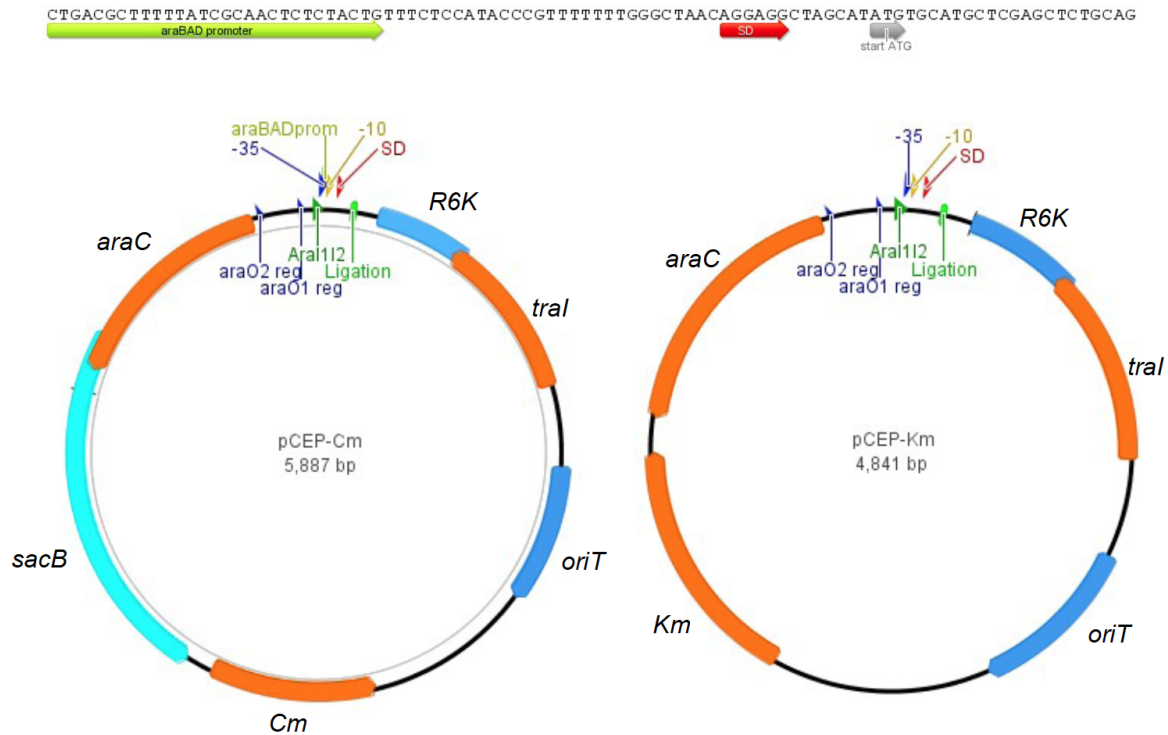 CTGACGCTTTTTATCGCAACTCTCTACTGTTTCTCCATACCCGTTTTTTTGGGCTAACAGGAGGCTAGCATATGTGCATGCTCGAGCTCTGCAG
araBAD promoter
SD
start ATG
araBADprom
-10
-35
SD
R6K
araC
AraI1I2
araO2 reg
Ligation
araO1 reg
traI
pCEP-Cm
5,887 bp
sacB
oriT
Cm
-35
-10
SD
R6K
araC
AraI1I2
araO2 reg
Ligation
araO1 reg
traI
pCEP-Km
4,841 bp
Km
oriT